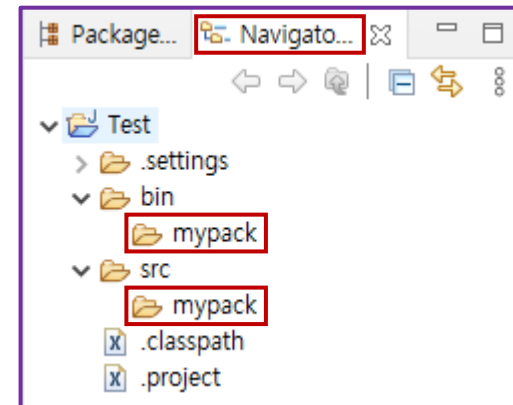 Package... Navigato...
Test
.settings
bin
mypack
src
mypack
.classpath
.project